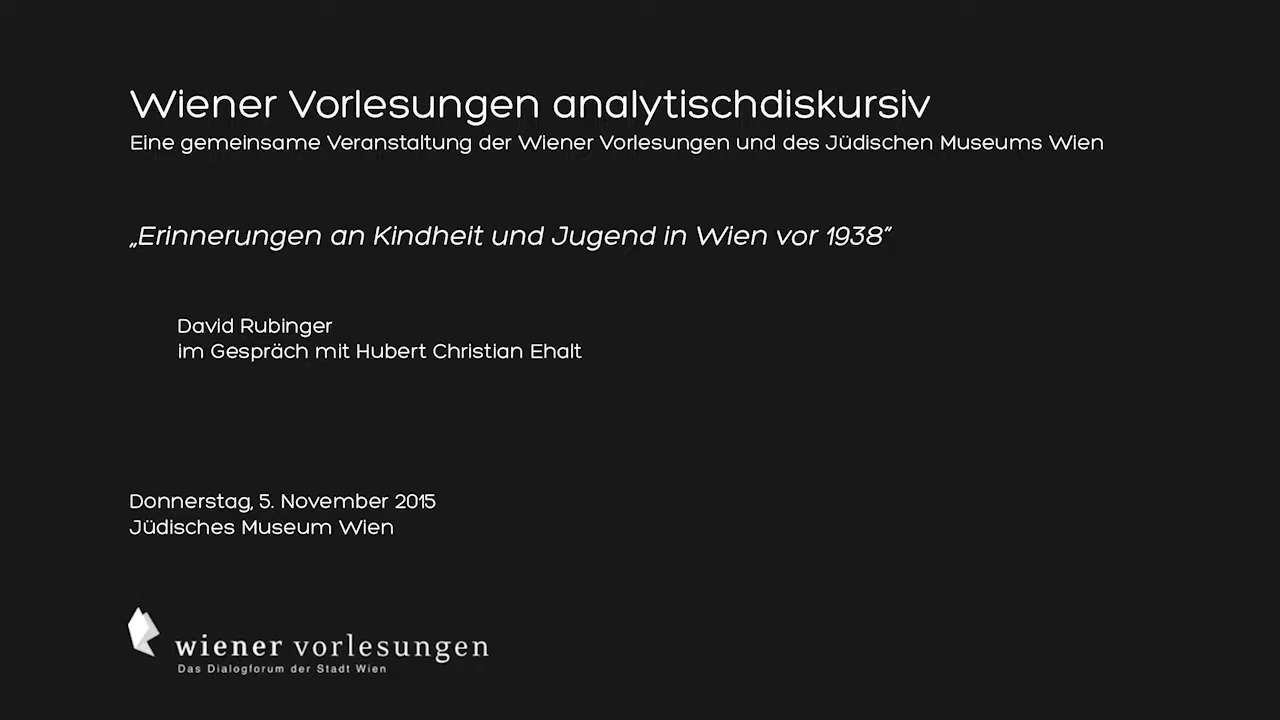 Wiener Vorlesungen analytischdiskursiv
Eine gemeinsame Veranstaltung der Wiener Vorlesungen und des Jüdischen Museums Wien
„Erinnerungen an Kindheit und Jugend in Wien vor 1938“
David Rubinger
im Gespräch mit Hubert Christian Ehalt
Donnerstag, 5. November 2015
Jüdisches Museum Wien
wiener vorlesungen
Das Dialogforum der Stadt Wien